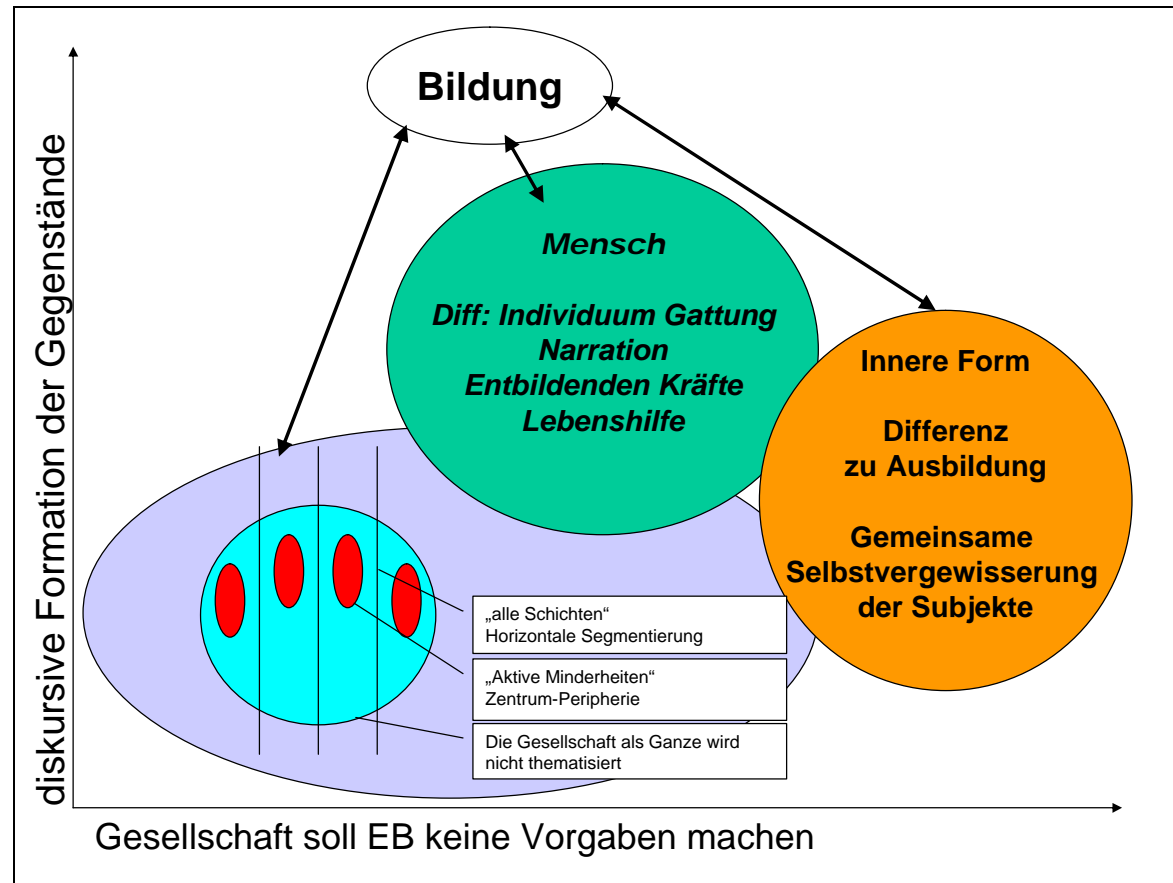 Bildung
diskursive Formation der Gegenstände
Mensch
Diff: Individuum Gattung
Narration
Entbildenden Kräfte
Lebenshilfe
Innere Form
Differenz
zu Ausbildung
Gemeinsame
Selbstvergewisserung
der Subjekte
„alle Schichten“
Horizontale Segmentierung
„Aktive Minderheiten“
Zentrum-Peripherie
Die Gesellschaft als Ganze wird
nicht thematisiert
Gesellschaft soll EB keine Vorgaben machen